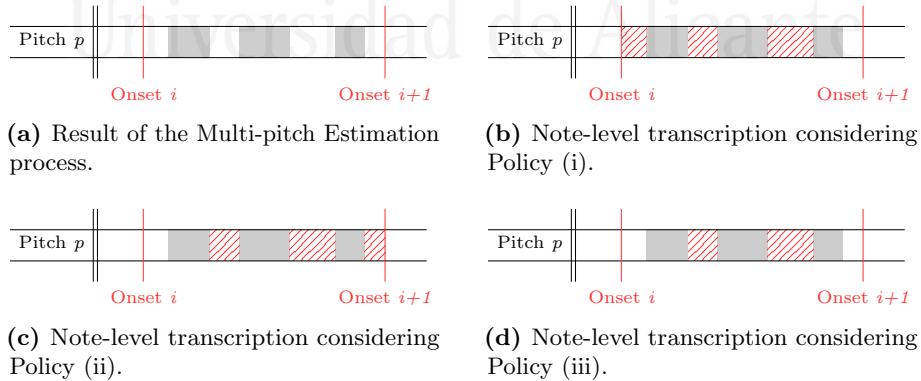 Universidad de Alicante
Pitch p
Onset i
Onset i+1
(a) Result of the Multi-pitch Estimation
process.
Pitch p
Onset i
Onset i+1
(b) Note-level transcription considering
Policy (i).
Pitch p
Onset i
Onset i+1
(c) Note-level transcription considering
Policy (ii).
Pitch p
Onset i
Onset i+1
(d) Note-level transcription considering
Policy (iii).